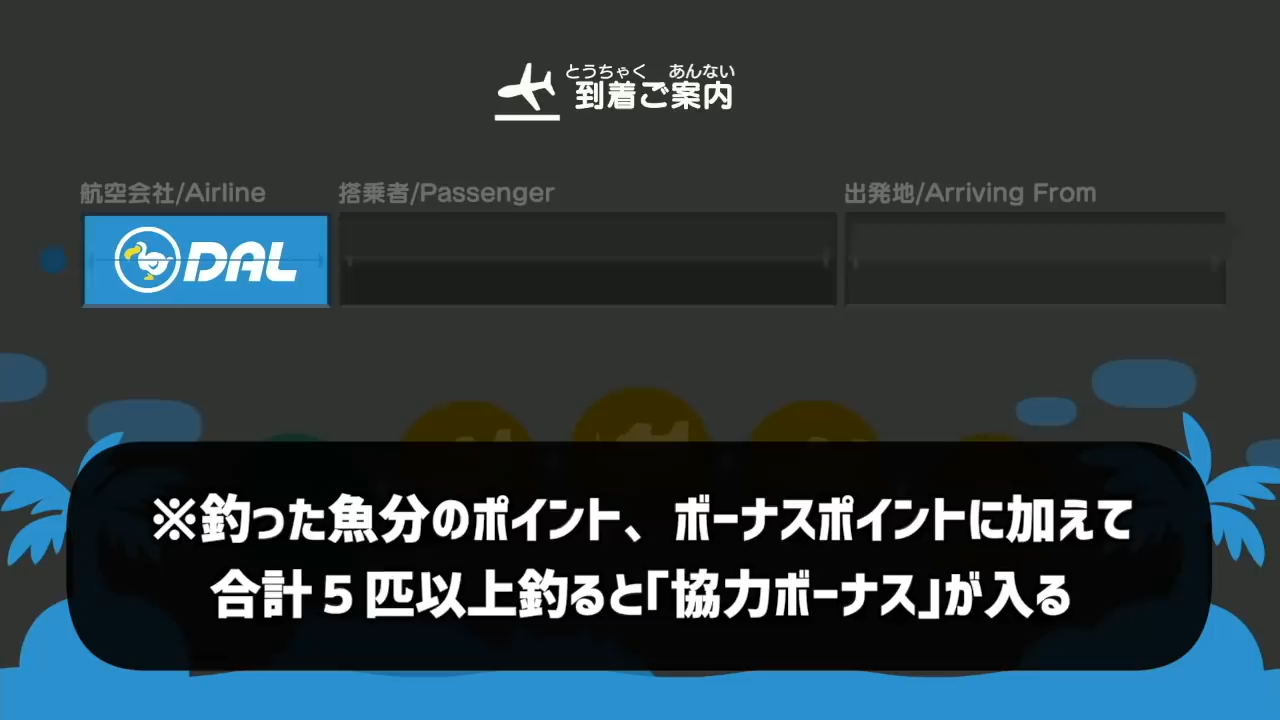 とうちゃく あんない
到着ご案内
航空会社/Airline
搭乗者/Passenger
出発地/Arriving From
DAL
※釣った魚分のポイント、ボーナスポイントに加えて
合計５匹以上釣ると「協力ボーナス」が入る